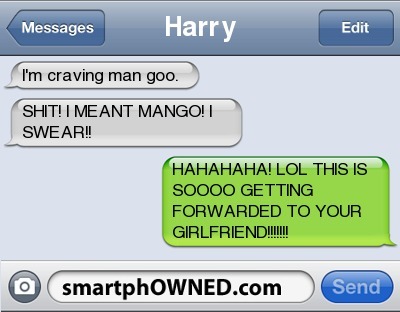 Messages
Harry
Edit
I'm craving man goo.
SHIT! I MEANT MANGO! I
SWEAR!!
HAHAHAHA! LOL THIS IS
SOOOO GETTING
FORWARDED TO YOUR
GIRLFRIEND!!!!!!!
smartphOWNED.com
Send